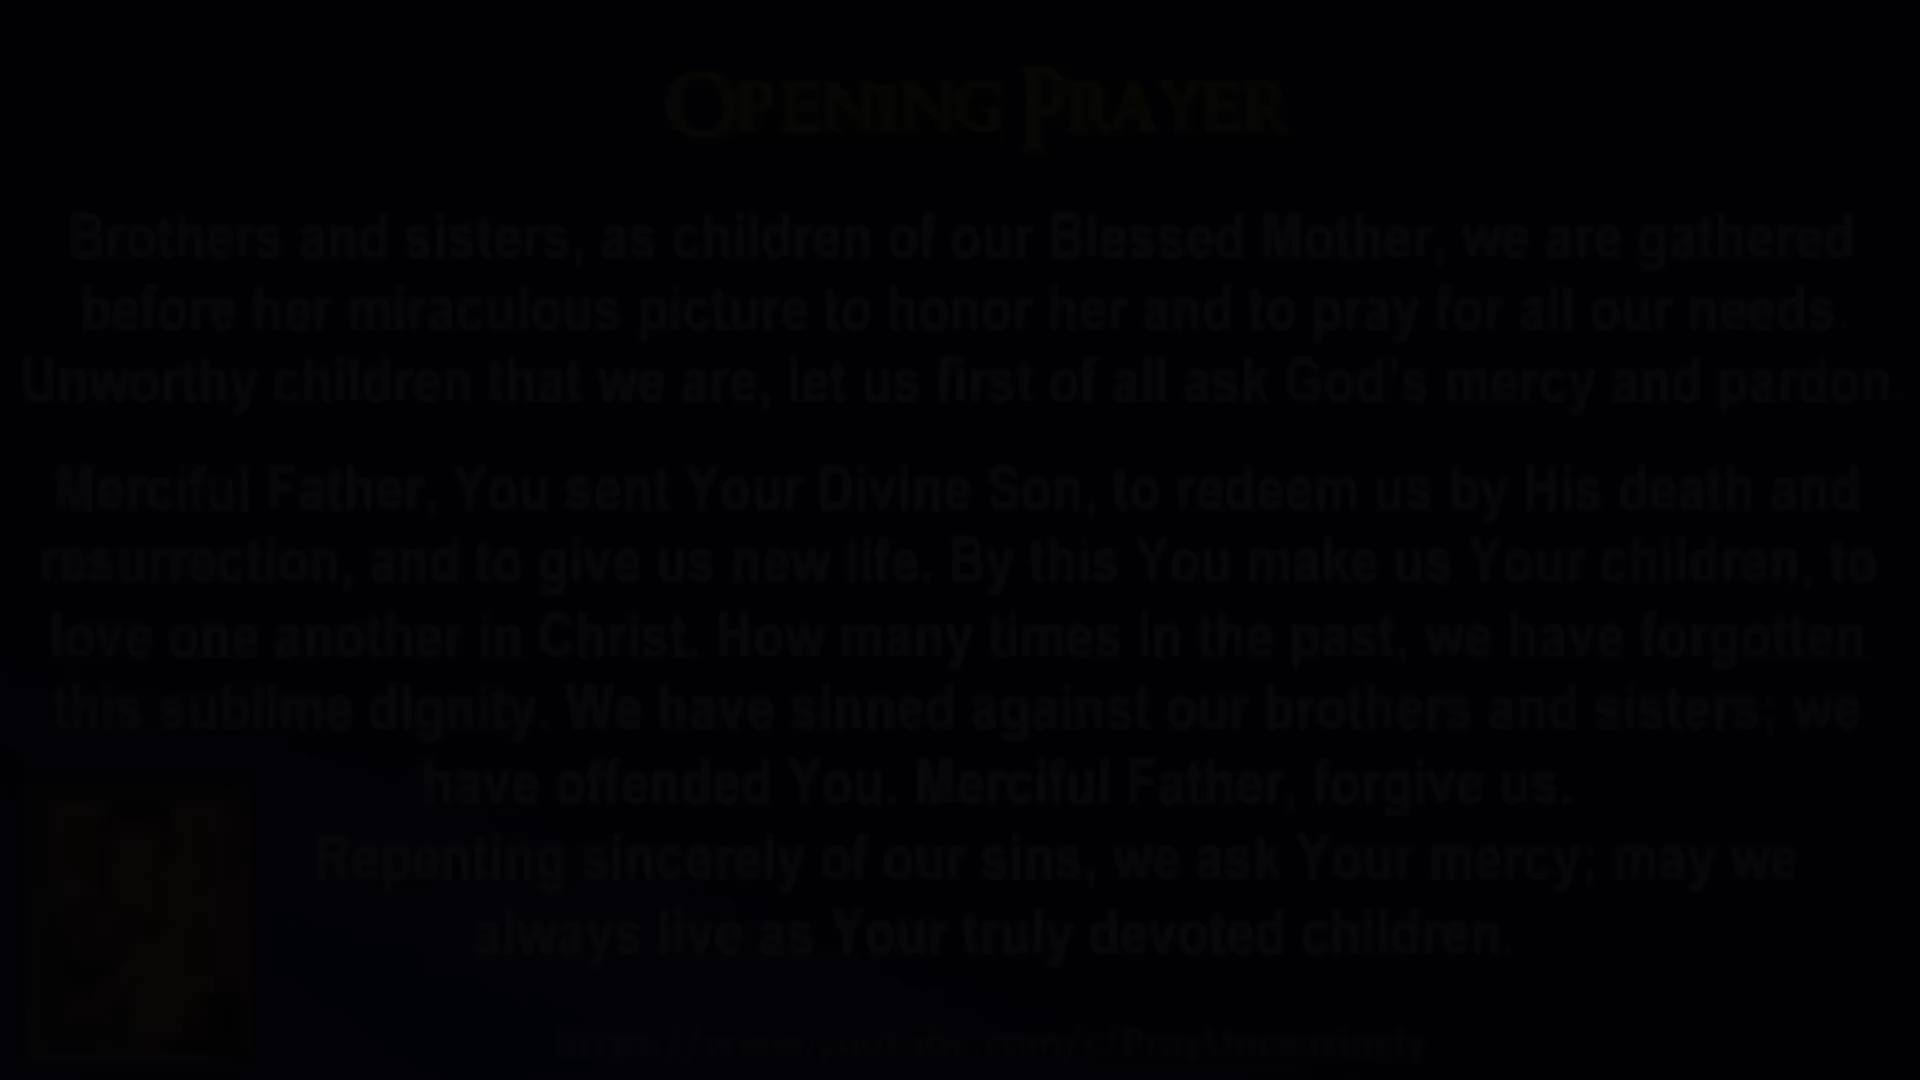 Opening Prayer
Brothers and sisters, as children of our Blessed Mother, we are gathered
before her miraculous picture to honor her and to pray for all our needs.
Unworthy children that we are, let us first of all ask God's mercy and pardon.
Merciful Father, You sent Your Divine Son, to redeem us by His death and
resurrection, and to give us new life. By this You make us Your children, to
love one another in Christ. How many times in the past, we have forgotten
this sublime dignity. We have sinned against our brothers and sisters; we
have offended You. Merciful Father, forgive us.
Repenting sincerely of our sins, we ask Your mercy; may we
always live as Your truly devoted children.